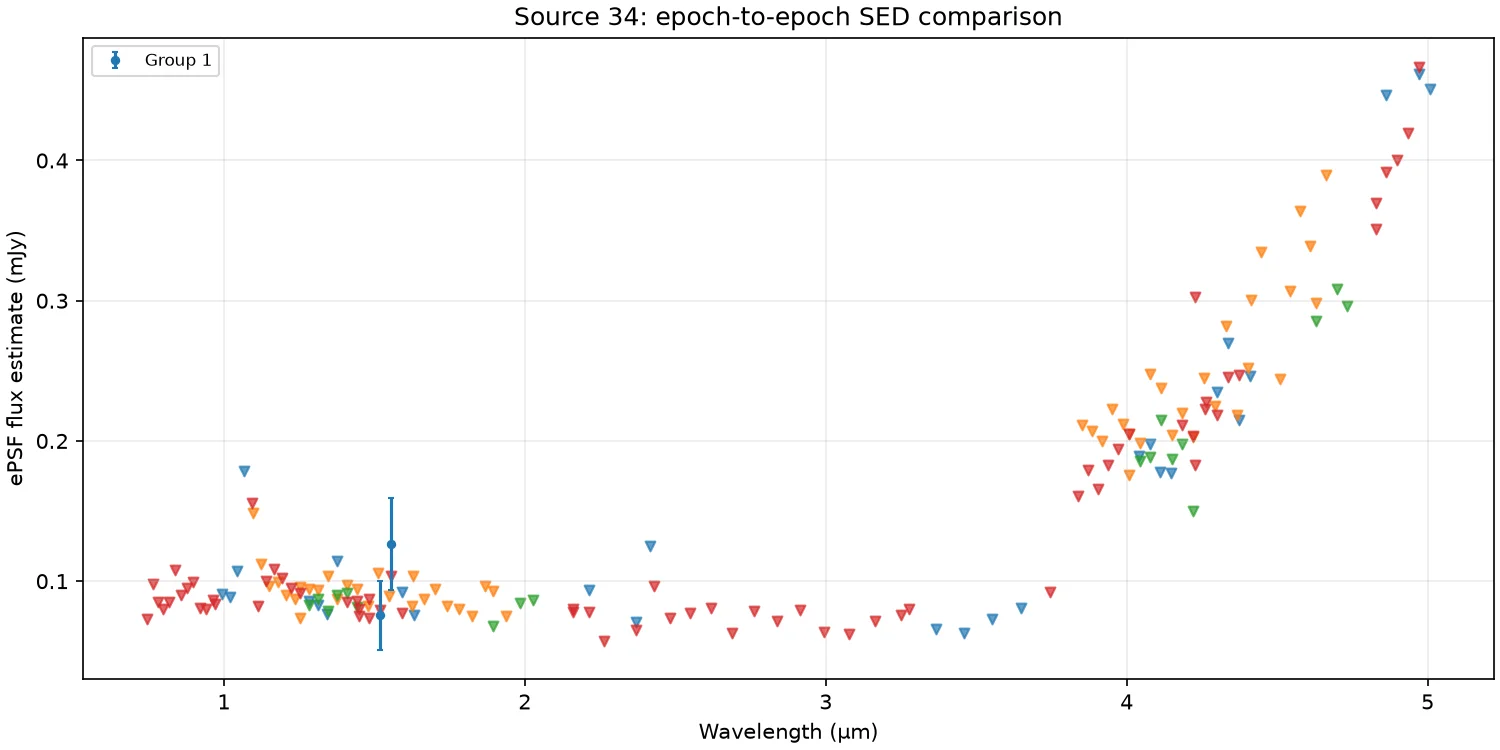 Source 34: epoch-to-epoch SED comparison
Group 1
ePSF flux estimate (mJy)
0.4
0.3
0.2
0.1
1 2 3 4 5
Wavelength (μm)